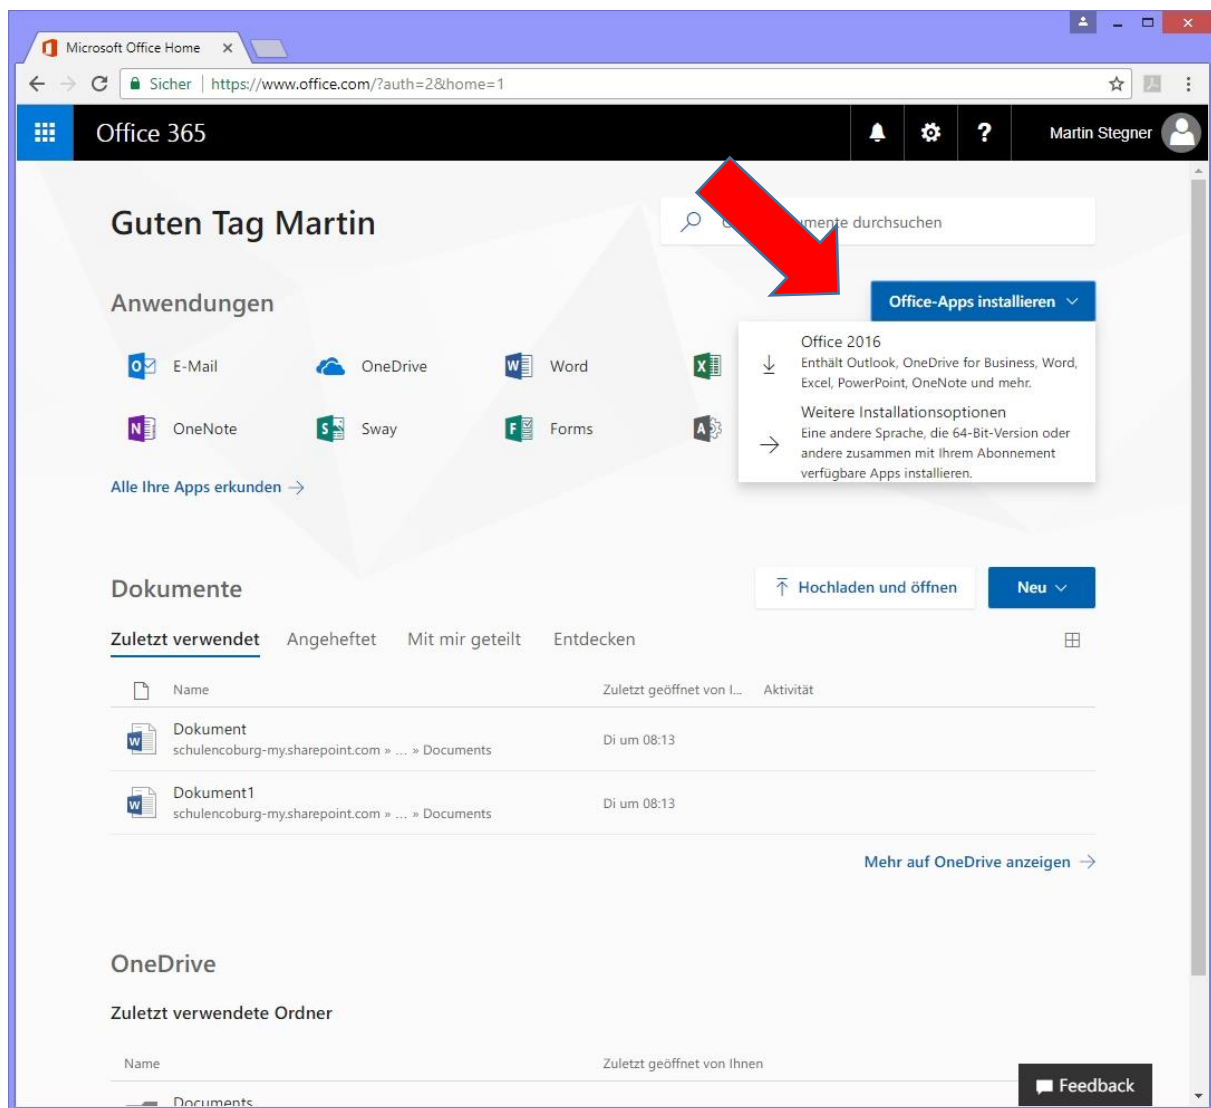 Microsoft Office Home
Sicher | https://www.office.com/?auth=2&home=1
Office 365
?
Martin Stegner
Guten Tag Martin
durchsuchen
Anwendungen
Office-Apps installieren
E-Mail
OneDrive
Word
Office 2016
Enthält Outlook, OneDrive for Business, Word,
Excel, PowerPoint, OneNote und mehr.
OneNote
Sway
Forms
Weitere Installationsoptionen
Eine andere Sprache, die 64-Bit-Version oder
andere zusammen mit Ihrem Abonnement
verfügbare Apps installieren.
Alle Ihre Apps erkunden
Dokumente
Hochladen und öffnen
Neu
Zuletzt verwendet
Angeheftet
Mit mir geteilt
Entdecken
Name
Zuletzt geöffnet von I...
Aktivität
Dokument
schulencoburg-my.sharepoint.com » ... » Documents
Di um 08:13
Dokument1
schulencoburg-my.sharepoint.com » ... » Documents
Di um 08:13
Mehr auf OneDrive anzeigen
OneDrive
Zuletzt verwendete Ordner
Name
Zuletzt geöffnet von Ihnen
Feedback
Documents